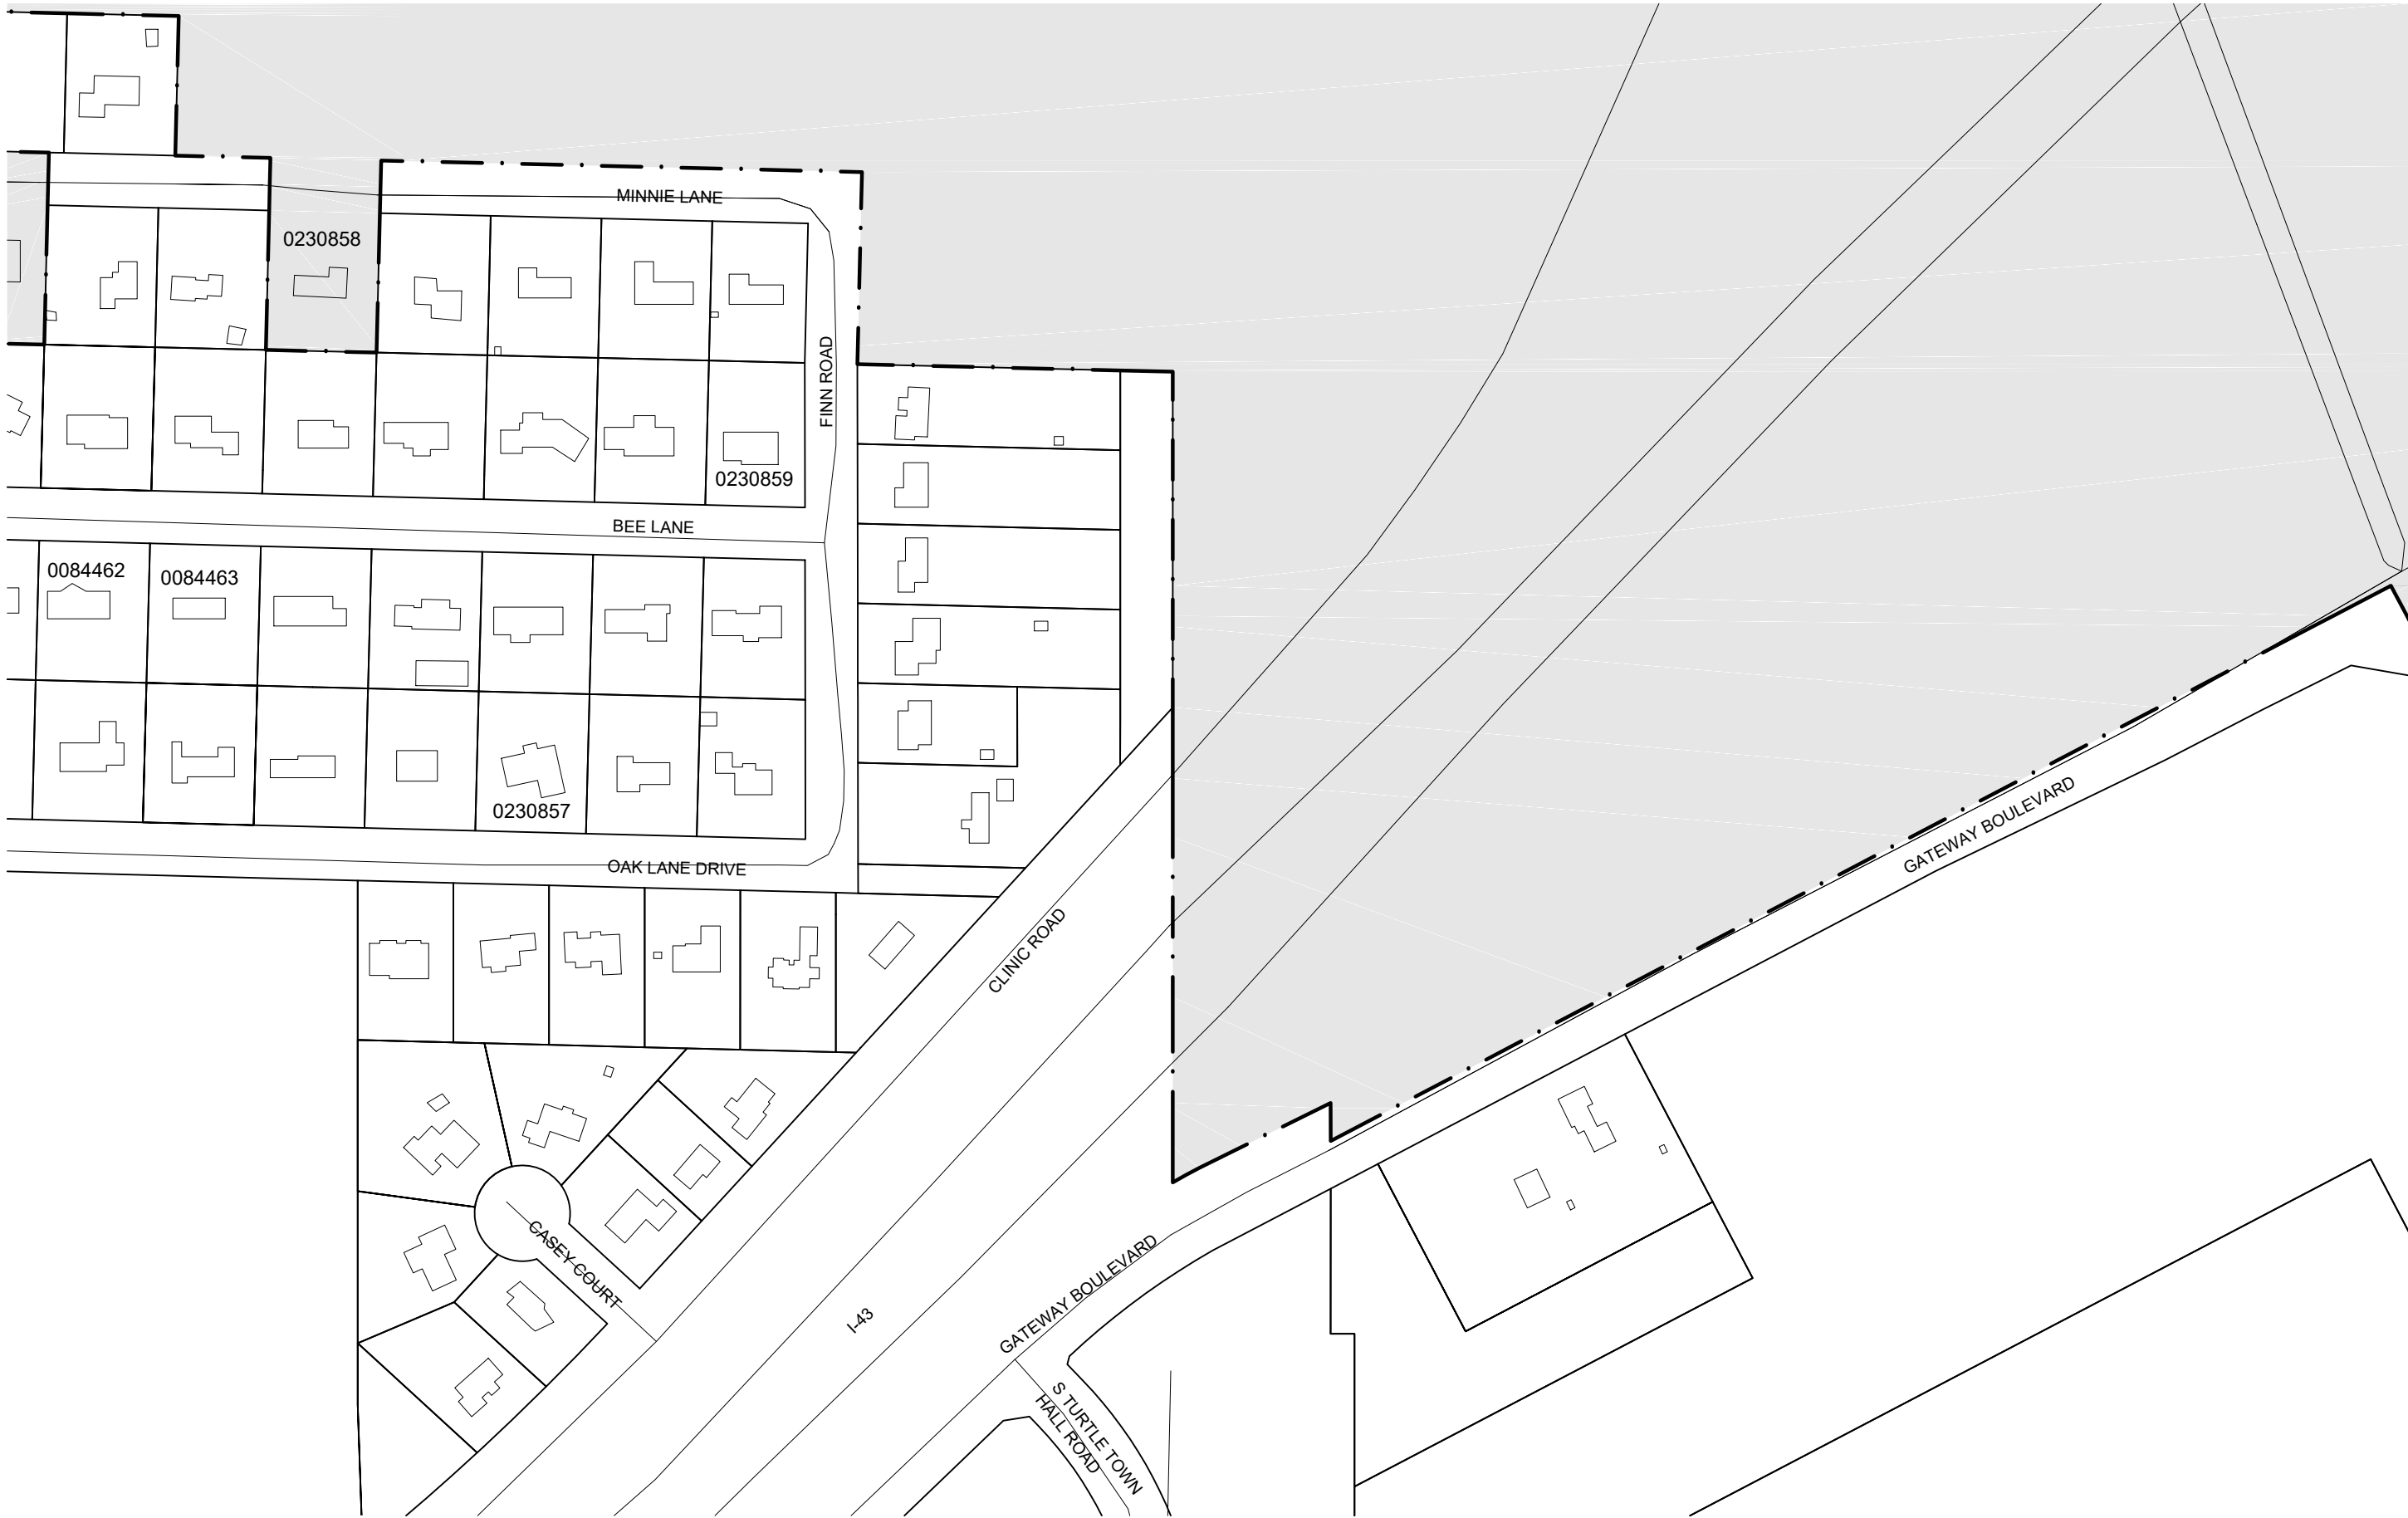 MINNIE LANE
0230858
FINN ROAD
0230859
BEE LANE
0084462
0084463
0230857
OAK LANE DRIVE
GATEWAY BOULEVARD
CLINIC ROAD
CASEY COURT
I-43
GATEWAY BOULEVARD
S TURTLE TOWN
HALL ROAD